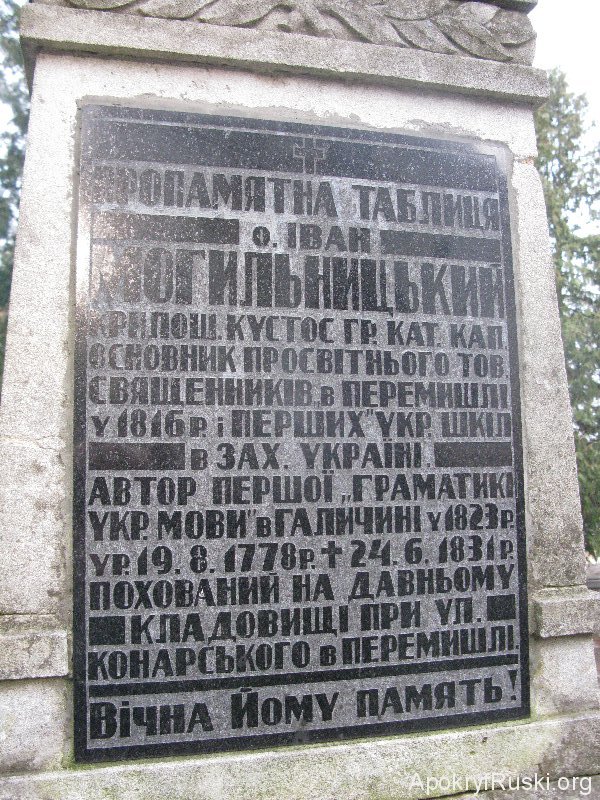 ПРОПАМЯТНА ТАБЛИЦЯ
о. ІВАН
МОГИЛЬНИЦЬКИЙ
КРИЛОШ. КУСТОС ГР. КАТ. КАП.
ОСНОВНИК ПРОСВІТНЬОГО ТОВ.
СВЯЩЕННИКІВ в ПЕРЕМИШЛІ
у 1816 р. і ПЕРШИХ УКР. ШКІЛ
в ЗАХ. УКРАЇНІ.
АВТОР ПЕРШОЇ „ГРАМАТИКИ
УКР. МОВИ" в ГАЛИЧИНІ у 1823 р.
УР. 19. 8. 1778 р. ✝ 24. 6. 1831 р.
ПОХОВАНИЙ НА ДАВНЬОМУ
КЛАДОВИЩІ ПРИ УЛ.
КОНАРСЬКОГО в ПЕРЕМИШЛІ.
Вічна Йому память!
ApokryfRuski.org